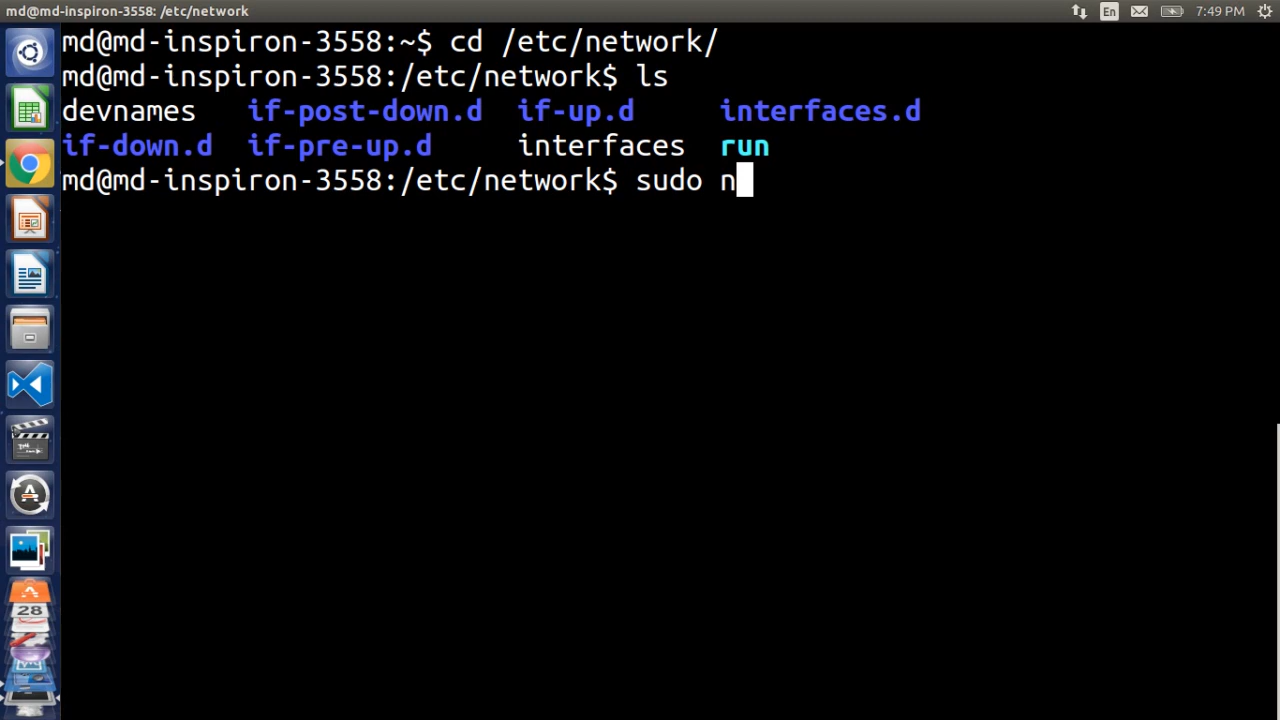 md@md-inspiron-3558: /etc/network
En
7:49 PM
md@md-inspiron-3558:~$ cd /etc/network/
md@md-inspiron-3558:/etc/network$ ls
devnames if-post-down.d if-up.d interfaces.d
if-down.d if-pre-up.d interfaces run
md@md-inspiron-3558:/etc/network$ sudo n
28